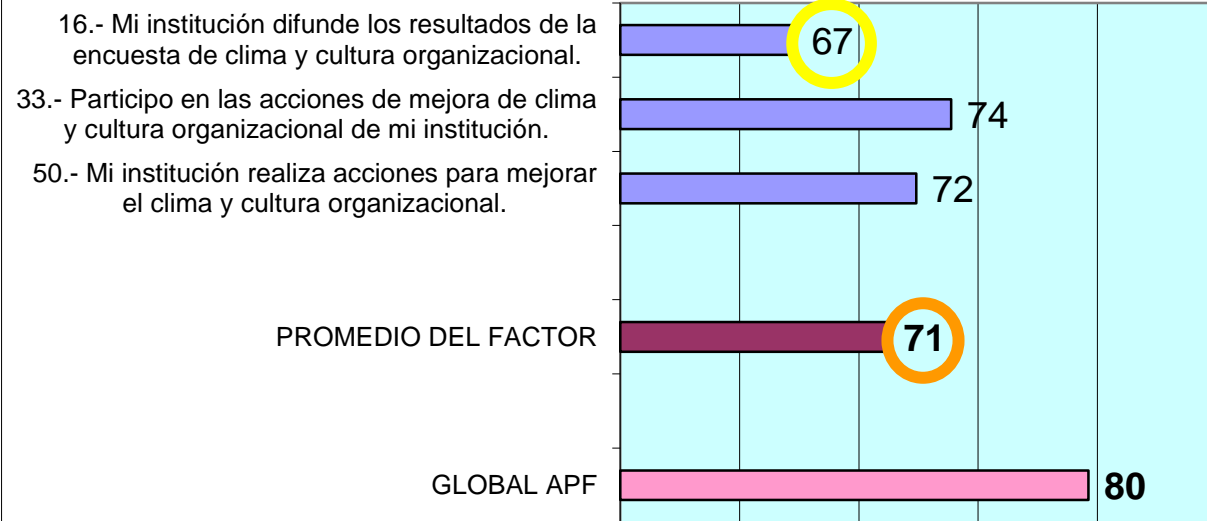 16.- Mi institución difunde los resultados de la
encuesta de clima y cultura organizacional.
67
33.- Participo en las acciones de mejora de clima
y cultura organizacional de mi institución.
74
50.- Mi institución realiza acciones para mejorar
el clima y cultura organizacional.
72
PROMEDIO DEL FACTOR
71
GLOBAL APF
80